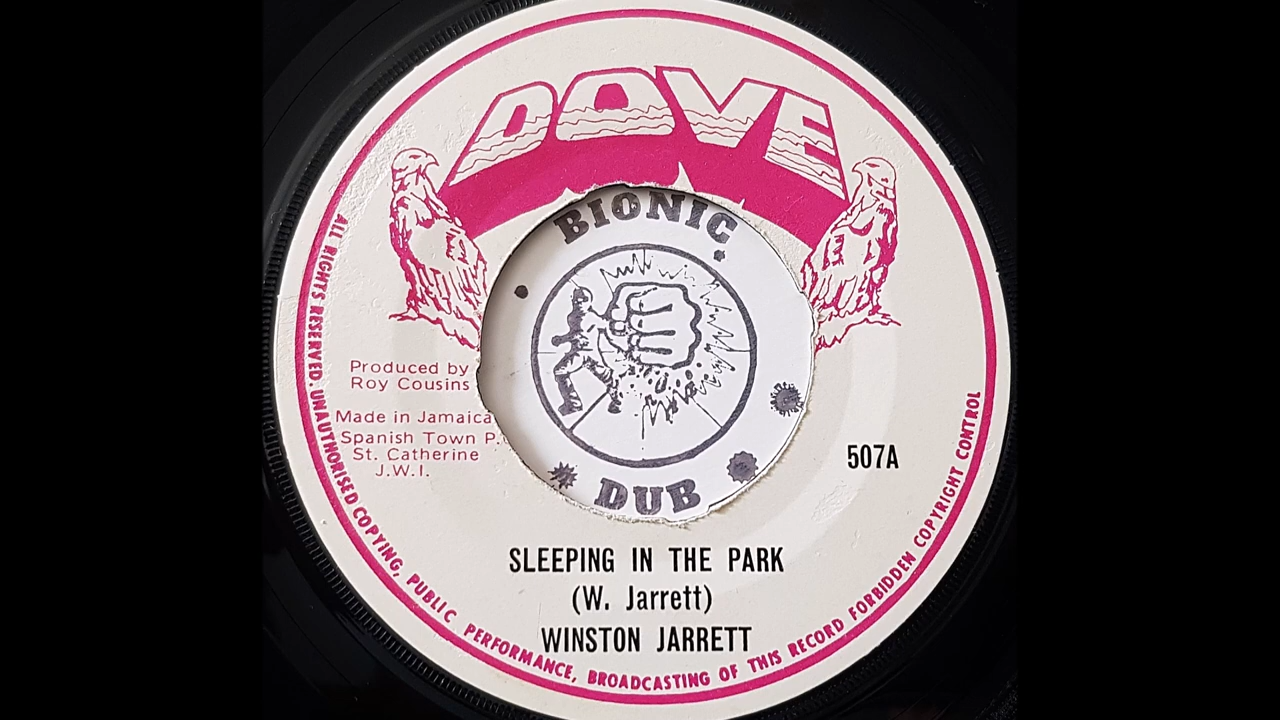 DOVE
BIONIC
DUB
Produced by
Roy Cousins
Made in Jamaica
Spanish Town P.
St. Catherine
J.W.I.
507A
SLEEPING IN THE PARK
(W. Jarrett)
WINSTON JARRETT
ALL RIGHTS RESERVED. UNAUTHORISED COPYING, PUBLIC PERFORMANCE, BROADCASTING OF THIS RECORD FORBIDDEN COPYRIGHT CONTROL